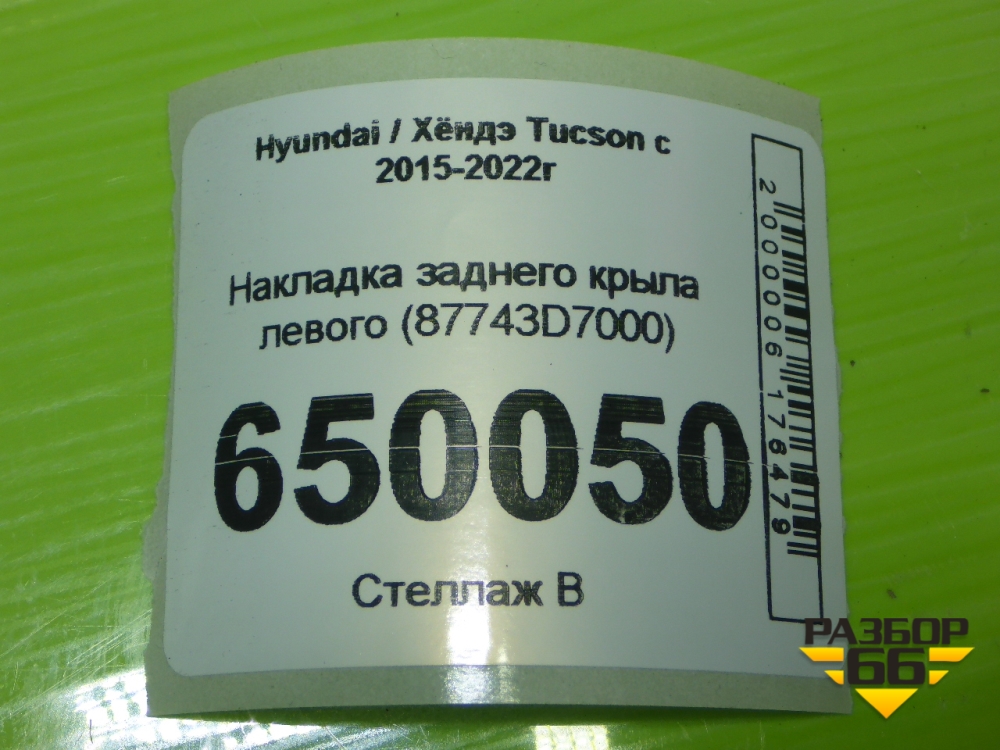 Hyundai / Хёндэ Tucson с
2015-2022г
Накладка заднего крыла
левого (87743D7000)
650050
Стеллаж В
2000006176479
РАЗБОР
66